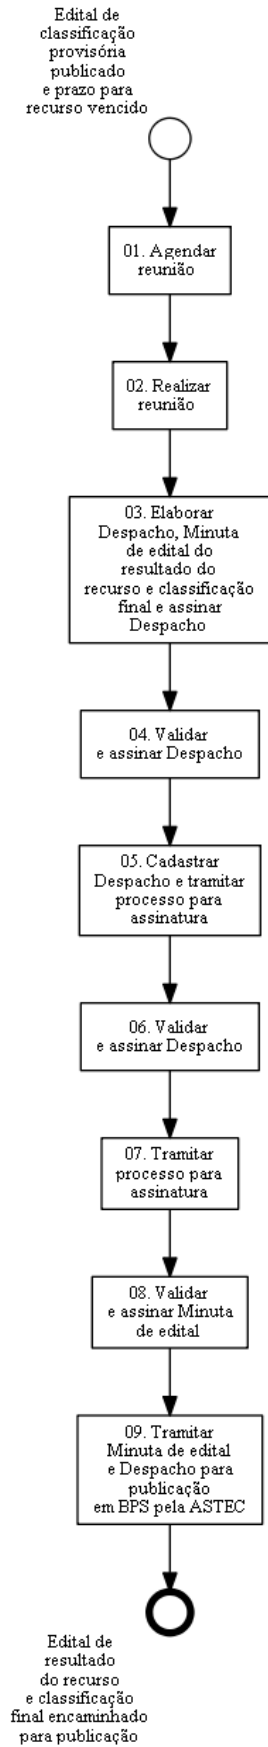 Edital de
classificação
provisória
publicado
e prazo para
recurso vencido
01. Agendar
reunião
02. Realizar
reunião
03. Elaborar
Despacho, Minuta
de edital do
resultado do
recurso e classificação
final e assinar
Despacho
04. Validar
e assinar Despacho
05. Cadastrar
Despacho e tramitar
processo para
assinatura
06. Validar
e assinar Despacho
07. Tramitar
processo para
assinatura
08. Validar
e assinar Minuta
de edital
09. Tramitar
Minuta de edital
e Despacho para
publicação
em BPS pela ASTEC
Edital de
resultado
do recurso
e classificação
final encaminhado
para publicação